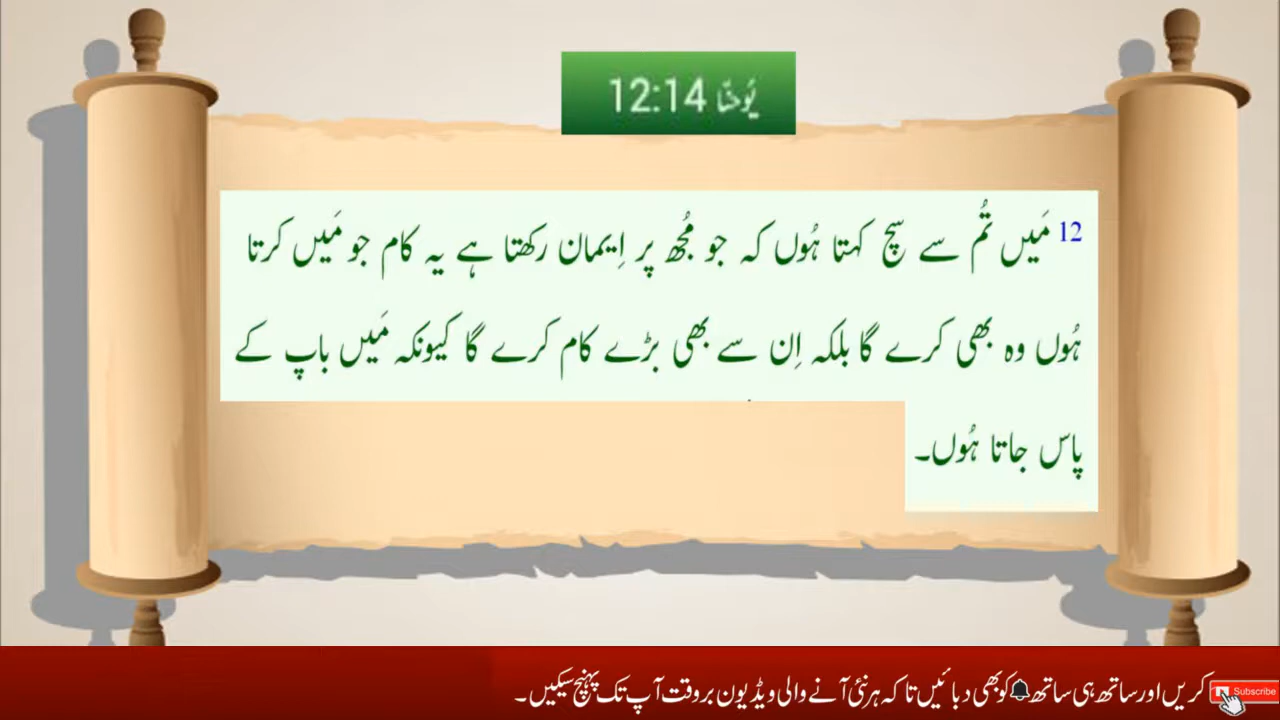 یُوحنّا 12:14
12 مَیں تُم سے سچ کہتا ہُوں کہ جو مُجھ پر اِیمان رکھتا ہے یہ کام جو مَیں کرتا
ہُوں وہ بھی کرے گا بلکہ اِن سے بھی بڑے کام کرے گا کیونکہ مَیں باپ کے
پاس جاتا ہُوں۔
Subscribe کریں اور ساتھ ہی ساتھ 🔔 کو بھی دبائیں تا کہ ہر نئی آنے والی ویڈیون بروقت آپ تک پہنچ سیکیں۔